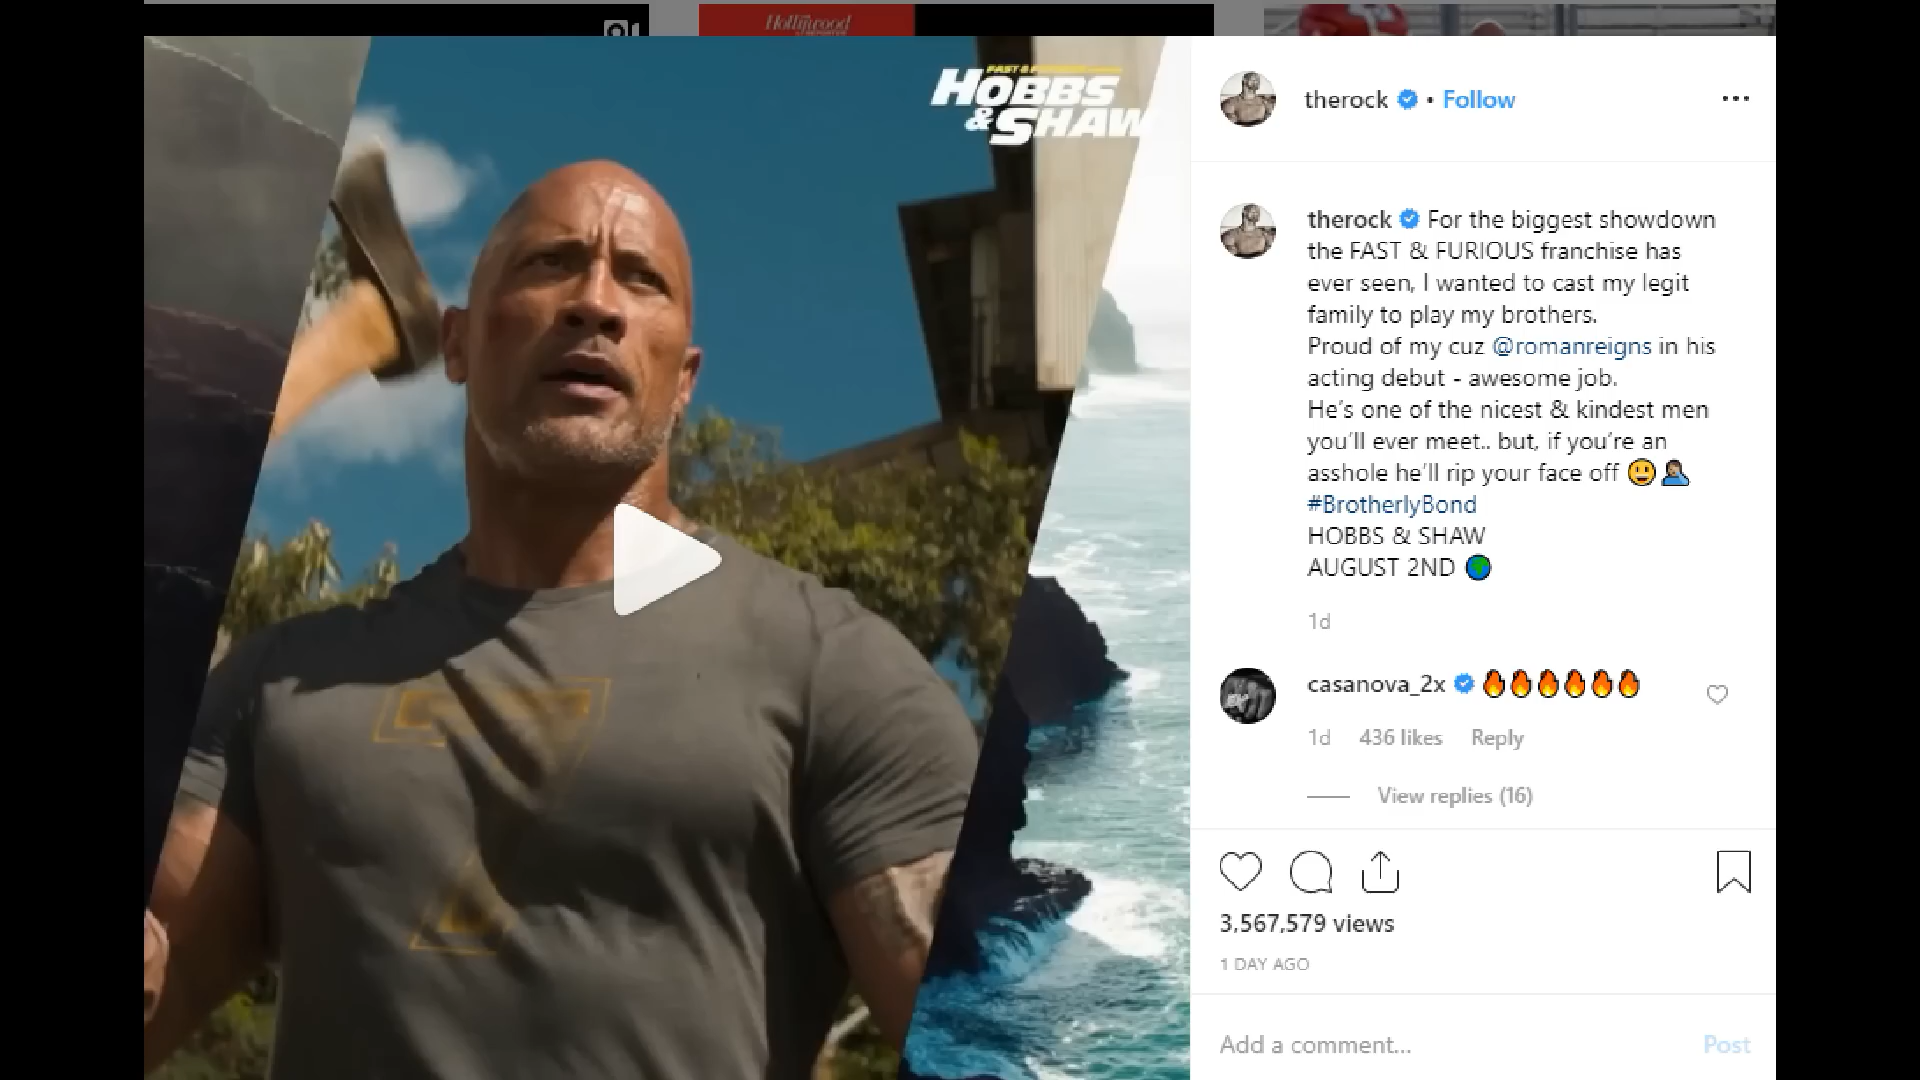 Hollywood
REPORTER
FAST & FURIOUS
HOBBS
& SHAW
therock • Follow
therock For the biggest showdown
the FAST & FURIOUS franchise has
ever seen, I wanted to cast my legit
family to play my brothers.
Proud of my cuz @romanreigns in his
acting debut - awesome job.
He’s one of the nicest & kindest men
you’ll ever meet.. but, if you’re an
asshole he’ll rip your face off 😃🤦🏽‍♂️
#BrotherlyBond
HOBBS & SHAW
AUGUST 2ND 🌍
1d
casanova_2x 🔥🔥🔥🔥🔥🔥
1d 436 likes Reply
View replies (16)
3,567,579 views
1 DAY AGO
Add a comment... Post